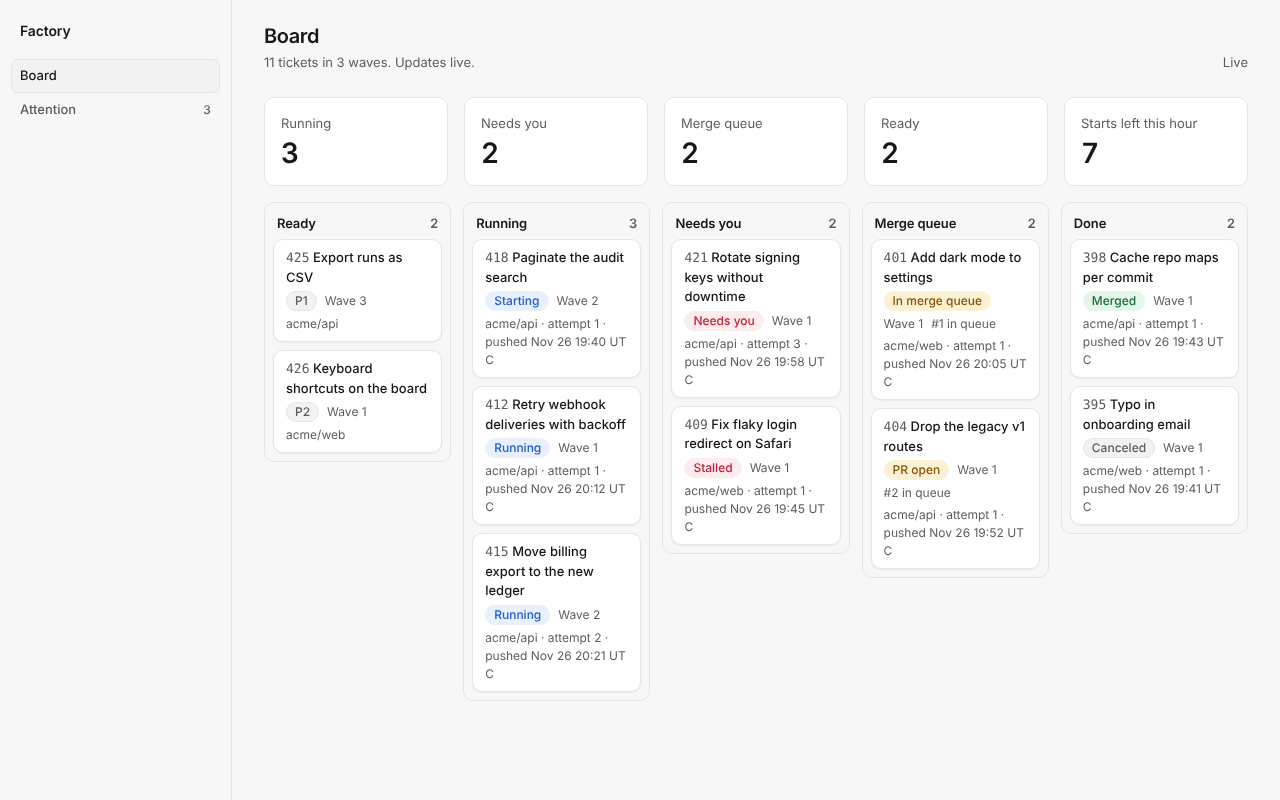 Factory
Board
Attention 3
Board
11 tickets in 3 waves. Updates live.
Live
Running
3
Needs you
2
Merge queue
2
Ready
2
Starts left this hour
7
Ready 2
425 Export runs as
CSV
P1 Wave 3
acme/api
426 Keyboard
shortcuts on the board
P2 Wave 1
acme/web
Running 3
418 Paginate the audit
search
Starting Wave 2
acme/api · attempt 1 ·
pushed Nov 26 19:40 UT
C
412 Retry webhook
deliveries with backoff
Running Wave 1
acme/api · attempt 1 ·
pushed Nov 26 20:12 UT
C
415 Move billing
export to the new
ledger
Running Wave 2
acme/api · attempt 2 ·
pushed Nov 26 20:21 UT
C
Needs you 2
421 Rotate signing
keys without
downtime
Needs you Wave 1
acme/api · attempt 3 ·
pushed Nov 26 19:58 UT
C
409 Fix flaky login
redirect on Safari
Stalled Wave 1
acme/web · attempt 1 ·
pushed Nov 26 19:45 UT
C
Merge queue 2
401 Add dark mode to
settings
In merge queue
Wave 1 #1 in queue
acme/web · attempt 1 ·
pushed Nov 26 20:05 UT
C
404 Drop the legacy v1
routes
PR open Wave 1
#2 in queue
acme/api · attempt 1 ·
pushed Nov 26 19:52 UT
C
Done 2
398 Cache repo maps
per commit
Merged Wave 1
acme/api · attempt 1 ·
pushed Nov 26 19:43 UT
C
395 Typo in
onboarding email
Canceled Wave 1
acme/web · attempt 1 ·
pushed Nov 26 19:41 UT
C